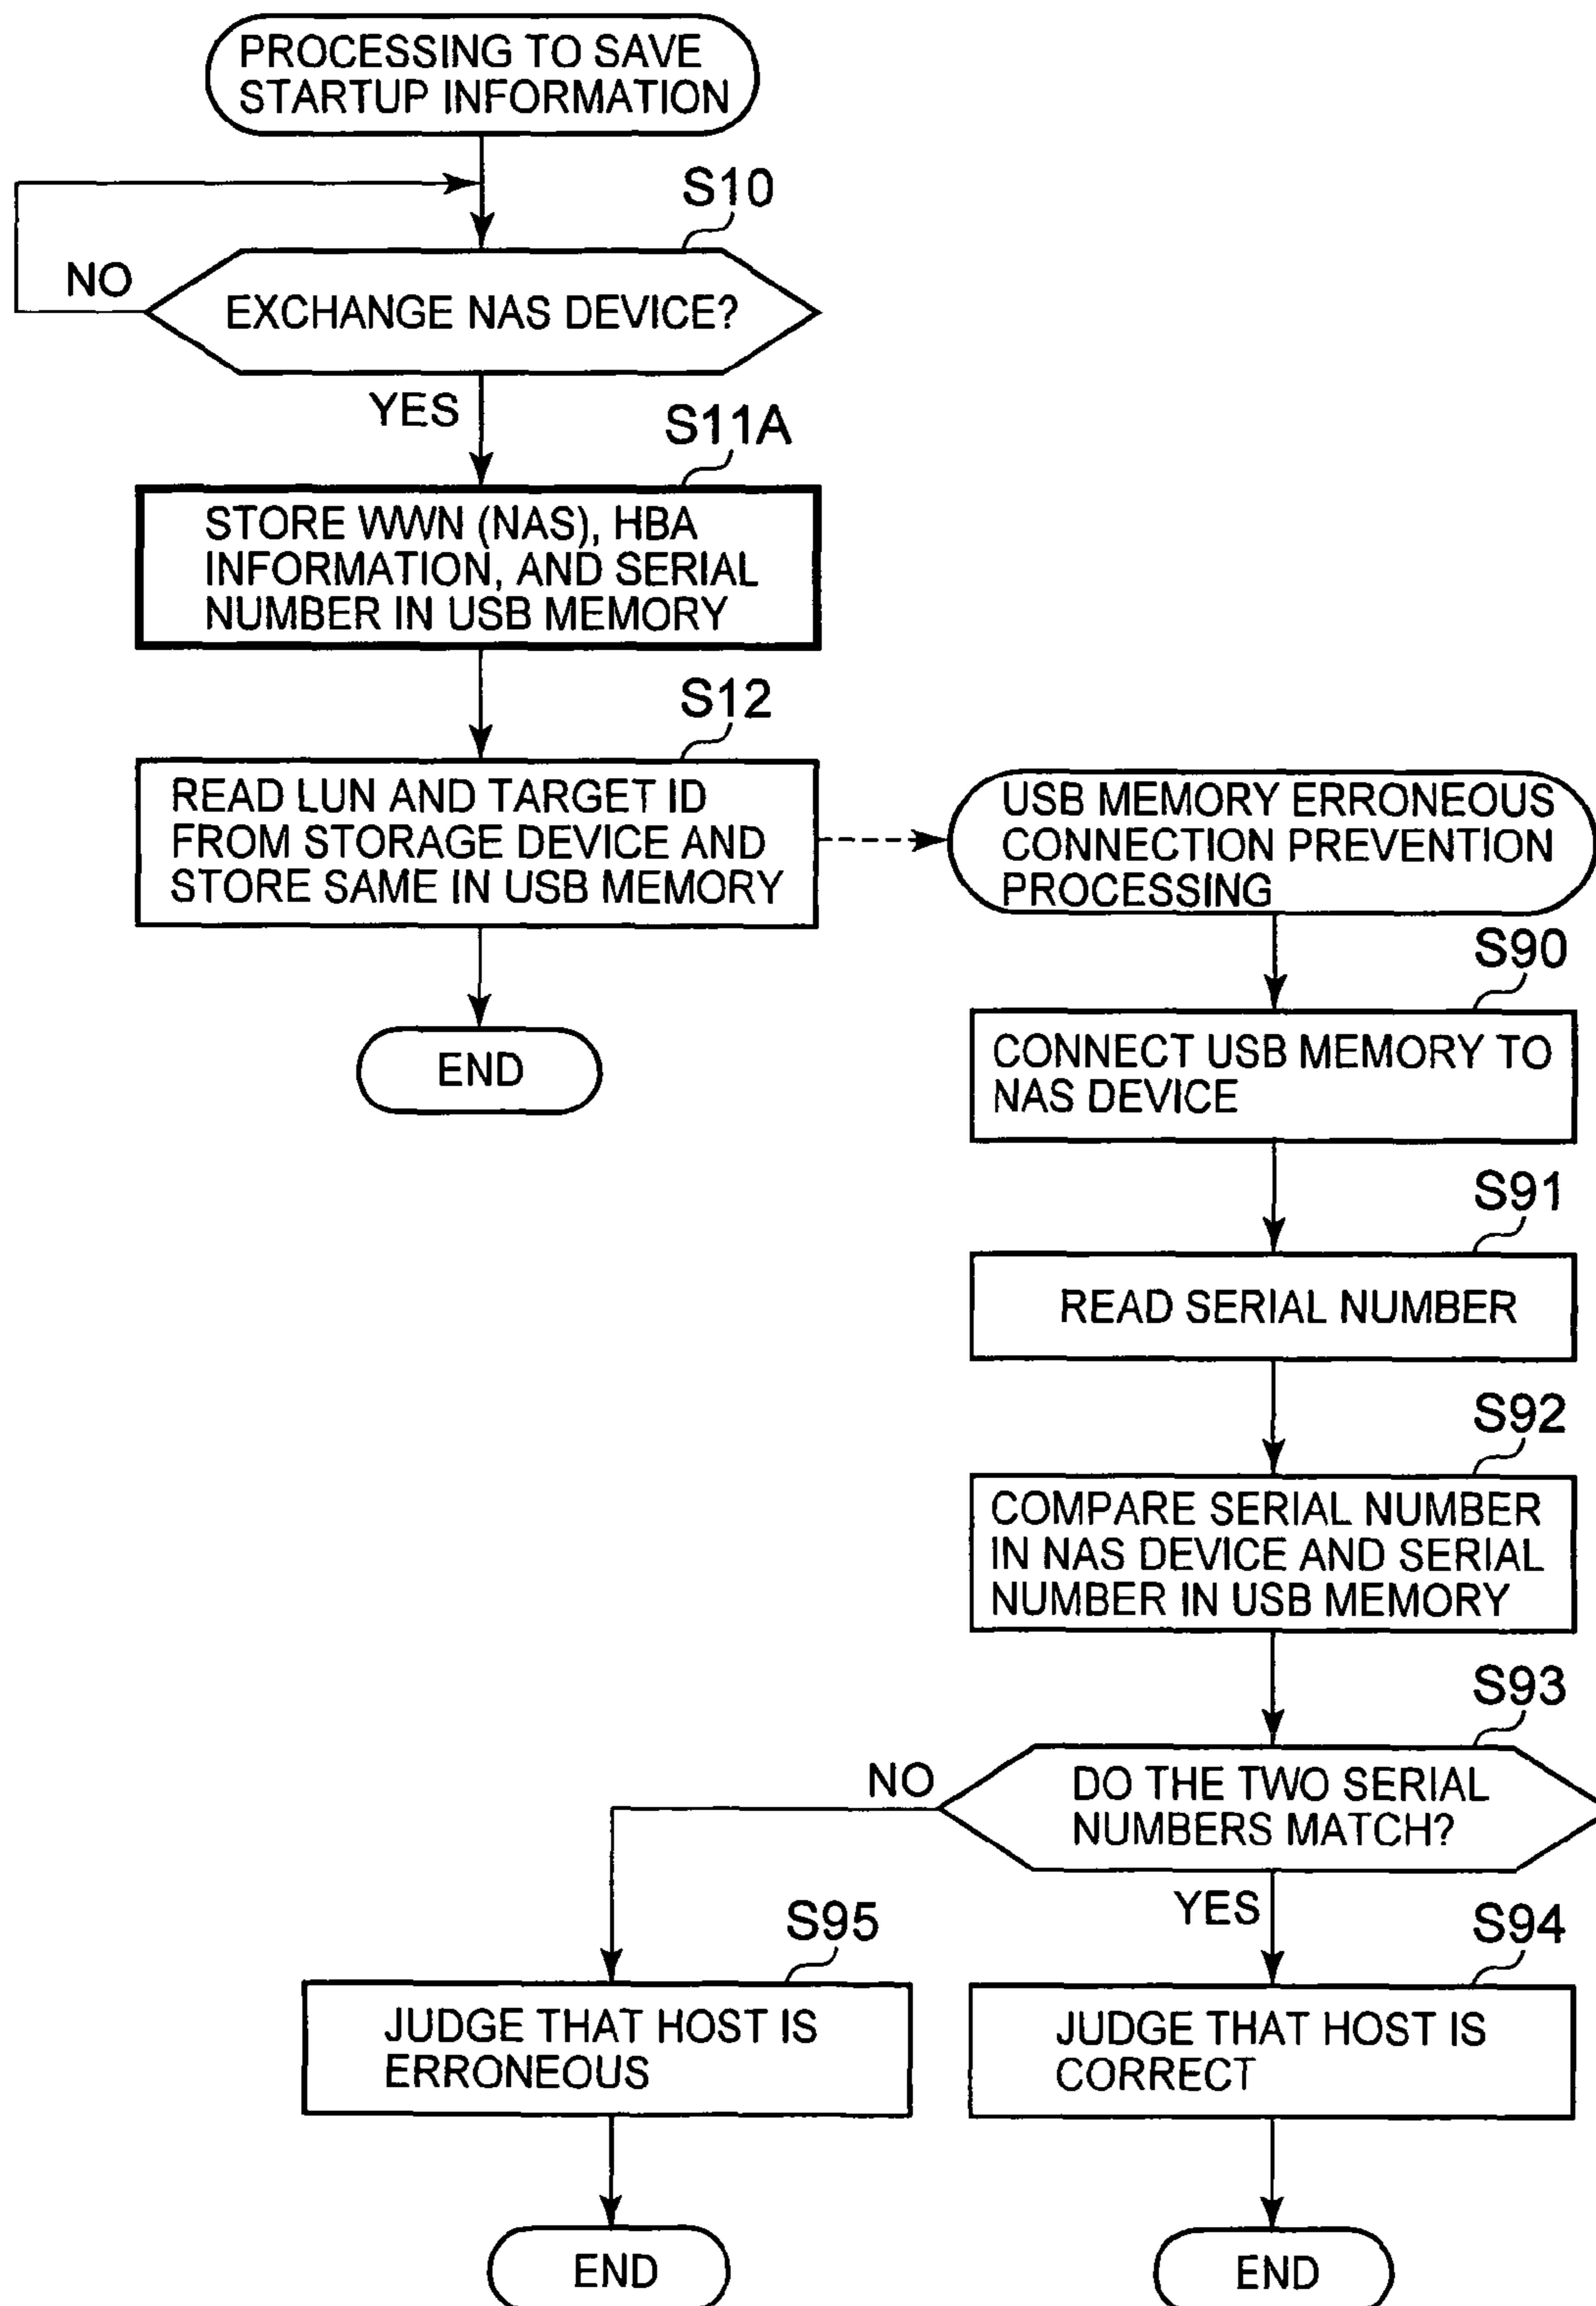 PROCESSING TO SAVE
STARTUP INFORMATION
S10
NO
EXCHANGE NAS DEVICE?
YES
S11A
STORE WWN (NAS), HBA
INFORMATION, AND SERIAL
NUMBER IN USB MEMORY
S12
READ LUN AND TARGET ID
FROM STORAGE DEVICE AND
STORE SAME IN USB MEMORY
END
USB MEMORY ERRONEOUS
CONNECTION PREVENTION
PROCESSING
S90
CONNECT USB MEMORY TO
NAS DEVICE
S91
READ SERIAL NUMBER
S92
COMPARE SERIAL NUMBER
IN NAS DEVICE AND SERIAL
NUMBER IN USB MEMORY
S93
NO
DO THE TWO SERIAL
NUMBERS MATCH?
YES
S95
JUDGE THAT HOST IS
ERRONEOUS
END
S94
JUDGE THAT HOST IS
CORRECT
END